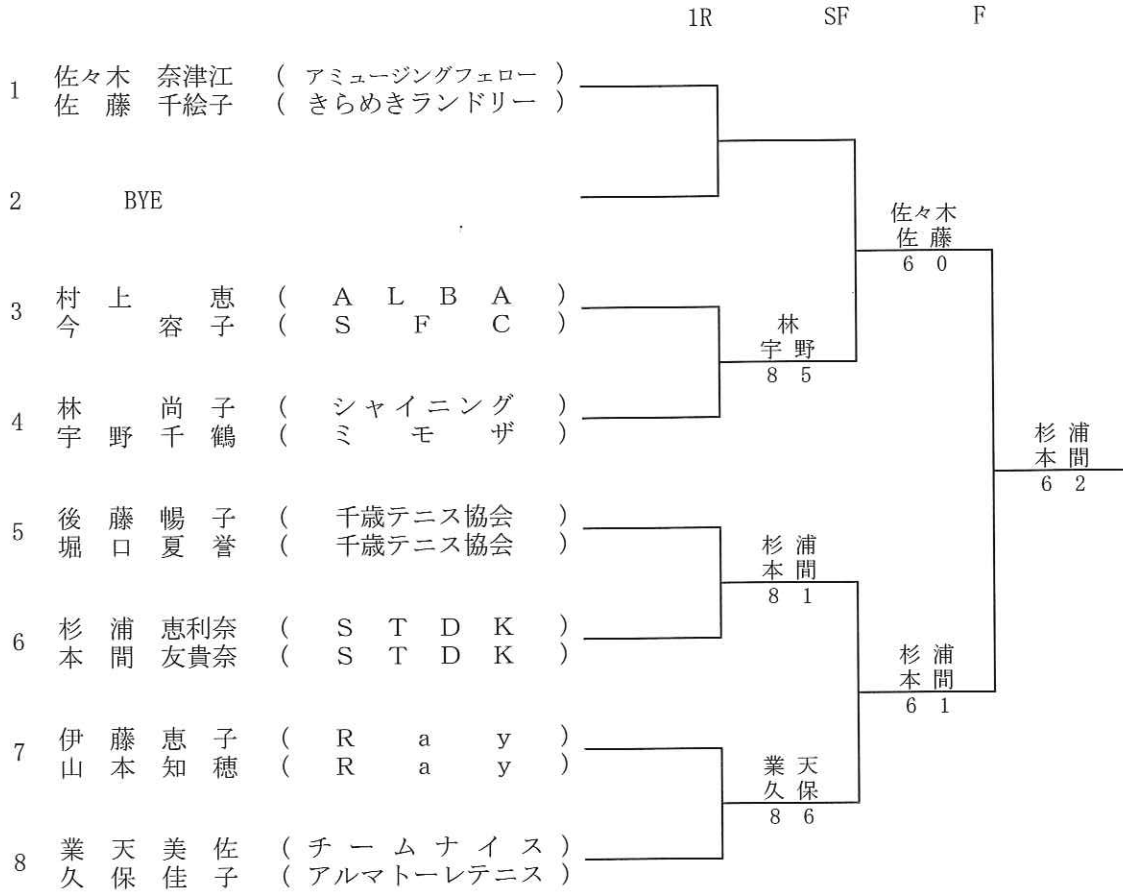 1R SF F
1 佐々木 奈津江 ( アミュージングフェロー )
佐 藤 千絵子 ( きらめきランドリー )
2 BYE
佐々木
佐 藤
6 0
3 村 上 恵 ( A L B A )
今 容 子 ( S F C )
林
宇 野
8 5
4 林 尚 子 ( シャイニング )
宇 野 千 鶴 ( ミ モ ザ )
杉 浦
本 間
6 2
5 後 藤 暢 子 ( 千歳テニス協会 )
堀 口 夏 誉 ( 千歳テニス協会 )
杉 浦
本 間
8 1
6 杉 浦 恵利奈 ( S T D K )
本 間 友貴奈 ( S T D K )
杉 浦
本 間
6 1
7 伊 藤 恵 子 ( R a y )
山 本 知 穂 ( R a y )
業 天
久 保
8 6
8 業 天 美 佐 ( チームナイス )
久 保 佳 子 ( アルマトーレテニス )